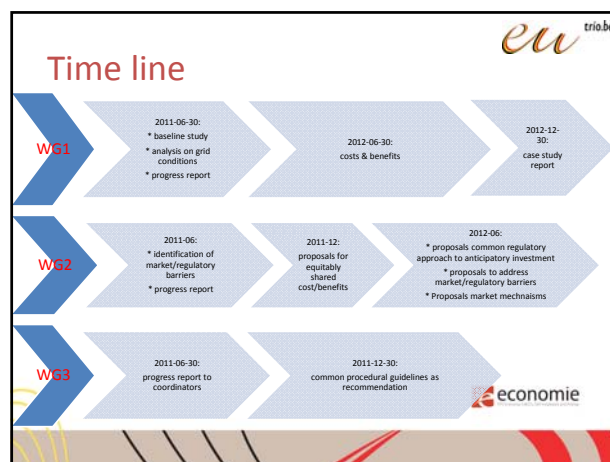 eu trio.be
Time line
WG1
2011-06-30:
* baseline study
* analysis on grid
conditions
* progress report
2012-06-30:
costs & benefits
2012-12-
30:
case study
report
WG2
2011-06:
* identification of
market/regulatory
barriers
* progress report
2011-12:
proposals for
equitably
shared
cost/benefits
2012-06:
* proposals common regulatory
approach to anticipatory investment
* proposals to address
market/regulatory barriers
* Proposals market mechnaisms
WG3
2011-06-30:
progress report to
coordinators
2011-12-30:
common procedural guidelines as
recommendation
economie